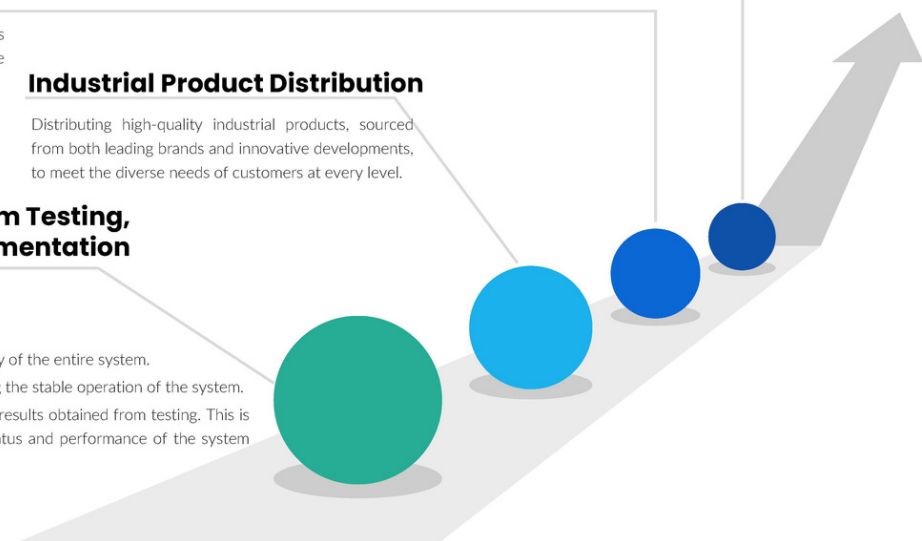 s
e
Industrial Product Distribution
Distributing high-quality industrial products, sourced
from both leading brands and innovative developments,
to meet the diverse needs of customers at every level.
m Testing,
mentation
y of the entire system.
g the stable operation of the system.
results obtained from testing. This is
tus and performance of the system